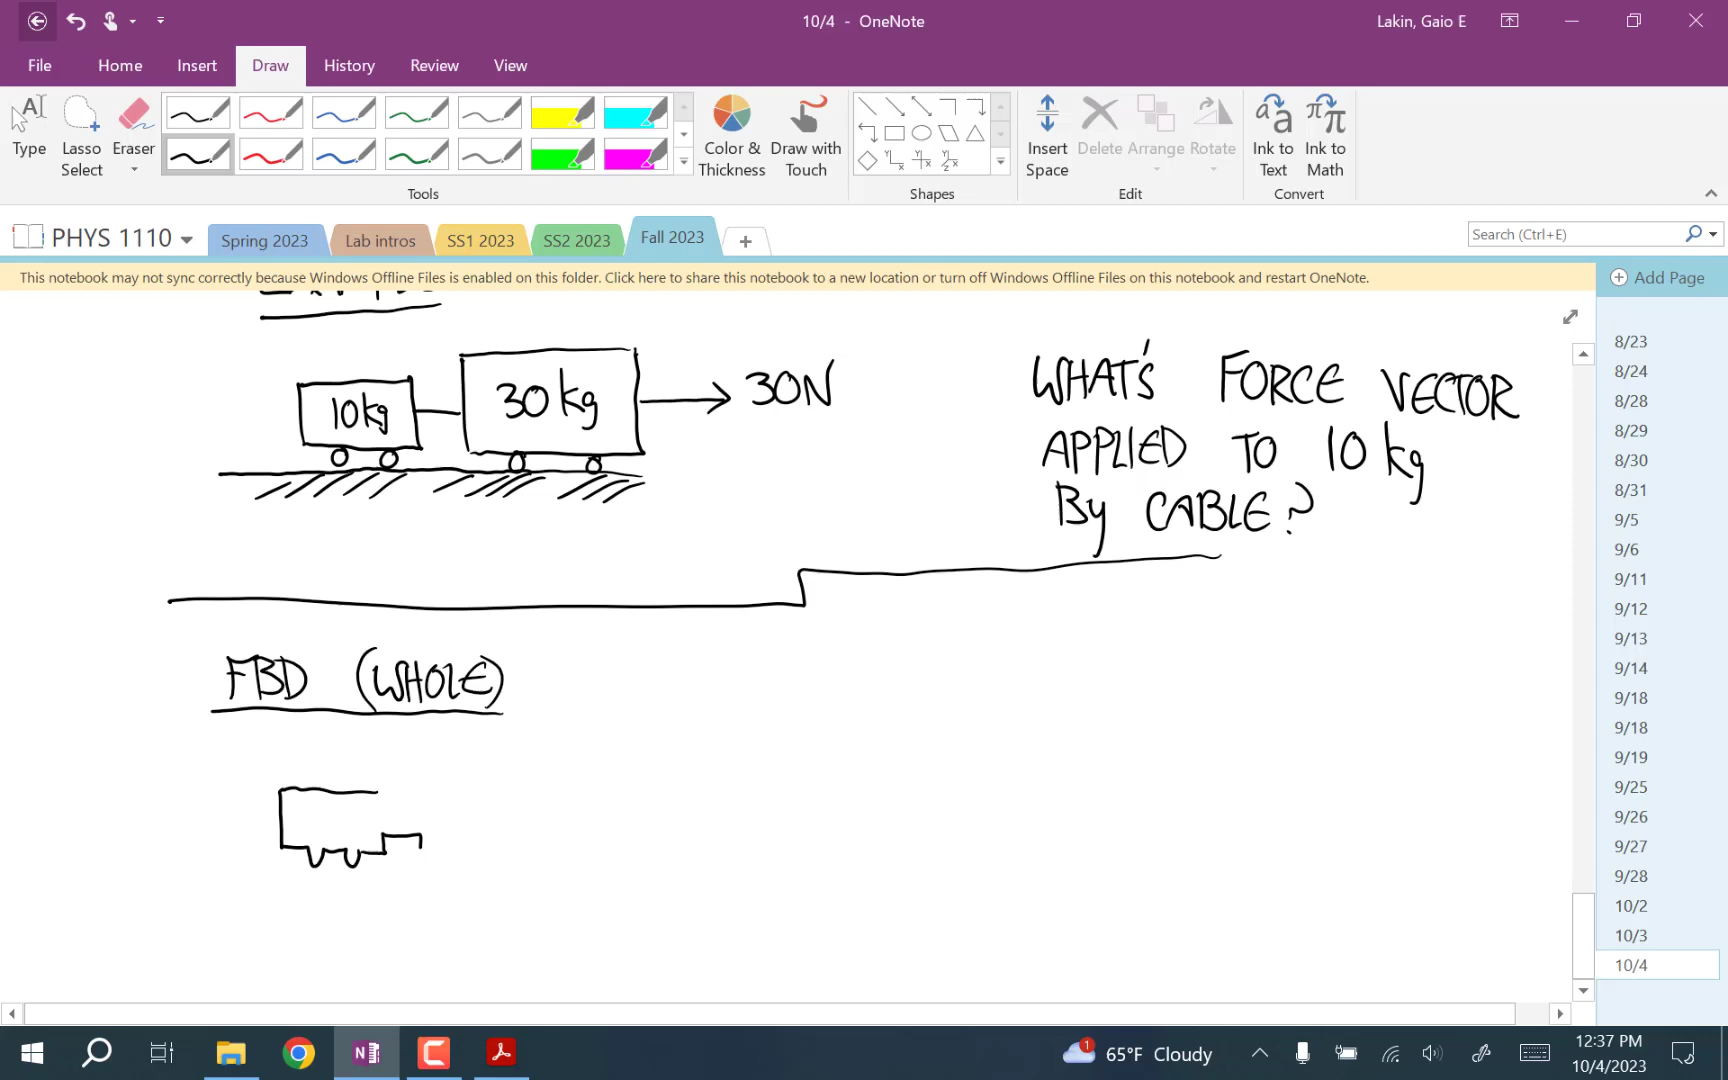 10/4 - OneNote
Lakin, Gaio E
File
Home
Insert
Draw
History
Review
View
Type
Lasso
Select
Eraser
Color &
Thickness
Draw with
Touch
Insert
Space
Delete
Arrange
Rotate
Ink to
Text
Ink to
Math
Tools
Shapes
Edit
Convert
PHYS 1110
Spring 2023
Lab intros
SS1 2023
SS2 2023
Fall 2023
Search (Ctrl+E)
This notebook may not sync correctly because Windows Offline Files is enabled on this folder. Click here to share this notebook to a new location or turn off Windows Offline Files on this notebook and restart OneNote.
Add Page
10kg
30kg
30N
WHAT'S FORCE VECTOR
APPLIED TO 10 kg
By CABLE?
FBD (WHOLE)
8/23
8/24
8/28
8/29
8/30
8/31
9/5
9/6
9/11
9/12
9/13
9/14
9/18
9/18
9/19
9/25
9/26
9/27
9/28
10/2
10/3
10/4
1
65°F Cloudy
12:37 PM
10/4/2023